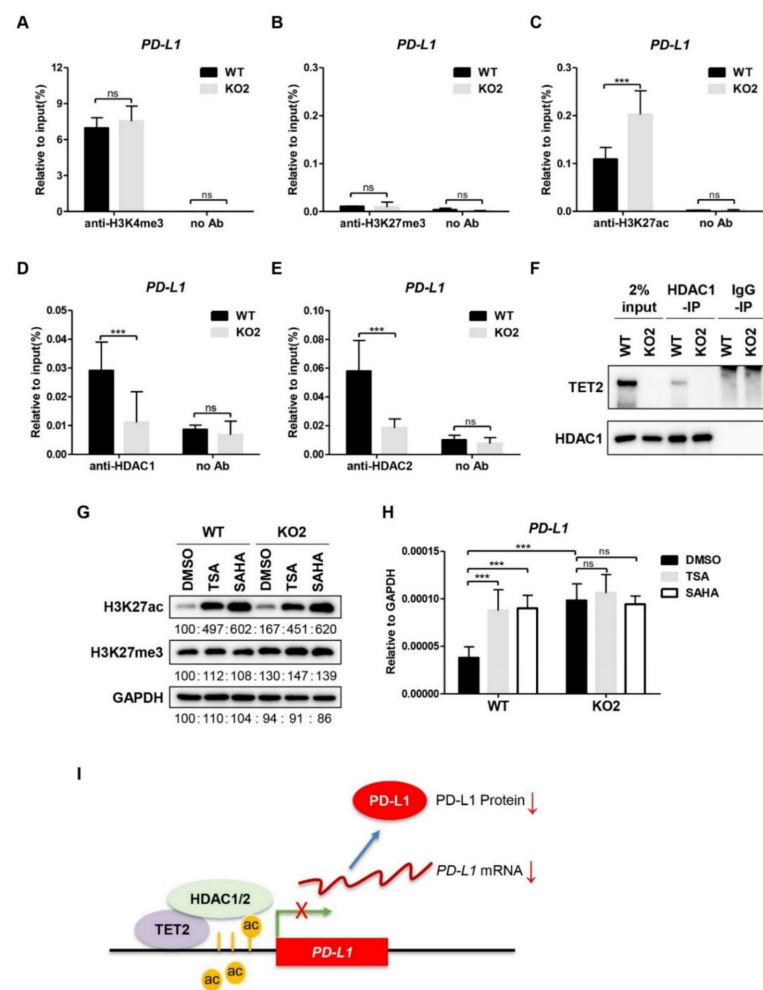 A
PD-L1
Relative to input(%)
12
9
6
3
0
ns
ns
WT
KO2
anti-H3K4me3 no Ab
B
PD-L1
Relative to input(%)
0.3
0.2
0.1
0.0
ns
ns
WT
KO2
anti-H3K27me3 no Ab
C
PD-L1
Relative to input(%)
0.3
0.2
0.1
0.0
***
ns
WT
KO2
anti-H3K27ac no Ab
D
PD-L1
Relative to input(%)
0.05
0.04
0.03
0.02
0.01
0.00
***
ns
WT
KO2
anti-HDAC1 no Ab
E
PD-L1
Relative to input(%)
0.10
0.08
0.06
0.04
0.02
0.00
***
ns
WT
KO2
anti-HDAC2 no Ab
F
2% HDAC1 IgG
input -IP -IP
WT KO2 WT KO2 WT KO2
TET2
HDAC1
G
WT KO2
DMSO TSA SAHA DMSO TSA SAHA
H3K27ac
100 : 497 : 602 : 167 : 451 : 620
H3K27me3
100 : 112 : 108 : 130 : 147 : 139
GAPDH
100 : 110 : 104 : 94 : 91 : 86
H
PD-L1
Relative to GAPDH
0.00015
0.00010
0.00005
0.00000
***
***
***
ns
ns
DMSO
TSA
SAHA
WT KO2
I
PD-L1
PD-L1 Protein ↓
PD-L1 mRNA ↓
HDAC1/2
TET2
ac
X
PD-L1
ac
ac